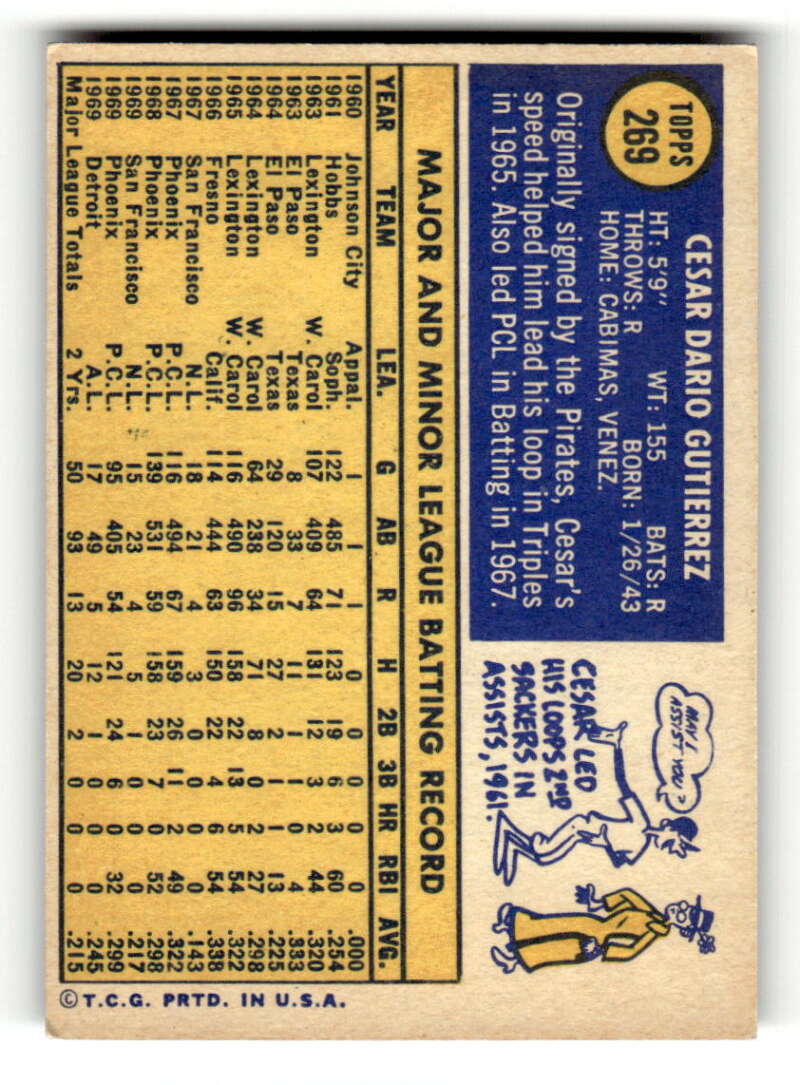 TOPPS
269
CESAR DARIO GUTIERREZ
HT: 5'9" WT: 155 BATS: R
THROWS: R BORN: 1/26/43
HOME: CABIMAS, VENEZ.
Originally signed by the Pirates, Cesar's
speed helped him lead his loop in Triples
in 1965. Also led PCL in Batting in 1967.
MAY I
ASSIST YOU?
CESAR LED
HIS LOOPS 2ND
SACKERS IN
ASSISTS, 1961.
MAJOR AND MINOR LEAGUE BATTING RECORD
YEAR TEAM LEA. G AB R H 2B 3B HR RBI AVG.
1960 Johnson City Appal. 1 1 1 0 0 0 0 0 .000
1961 Hobbs Soph. 122 485 71 123 19 6 3 60 .254
1963 Lexington W. Carol 107 409 64 131 12 3 2 44 .320
1963 El Paso Texas 8 33 7 11 1 1 0 4 .333
1964 El Paso Texas 29 120 15 27 2 1 1 13 .225
1964 Lexington W. Carol 64 238 34 71 8 0 2 27 .298
1965 Lexington W. Carol 116 490 96 158 22 13 5 54 .322
1966 Fresno Calif. 114 444 63 150 22 4 6 54 .338
1967 San Francisco N.L. 18 21 4 3 0 0 0 0 .143
1967 Phoenix P.C.L. 116 494 67 159 26 11 2 49 .322
1968 Phoenix P.C.L. 139 531 59 158 23 7 0 52 .298
1969 San Francisco N.L. 15 23 4 5 1 0 0 0 .217
1969 Phoenix P.C.L. 95 405 54 121 24 6 0 32 .299
1969 Detroit A.L. 17 49 5 12 1 0 0 0 .245
Major League Totals 2 Yrs. 50 93 13 20 2 0 0 0 .215
© T.C.G. PRTD. IN U.S.A.